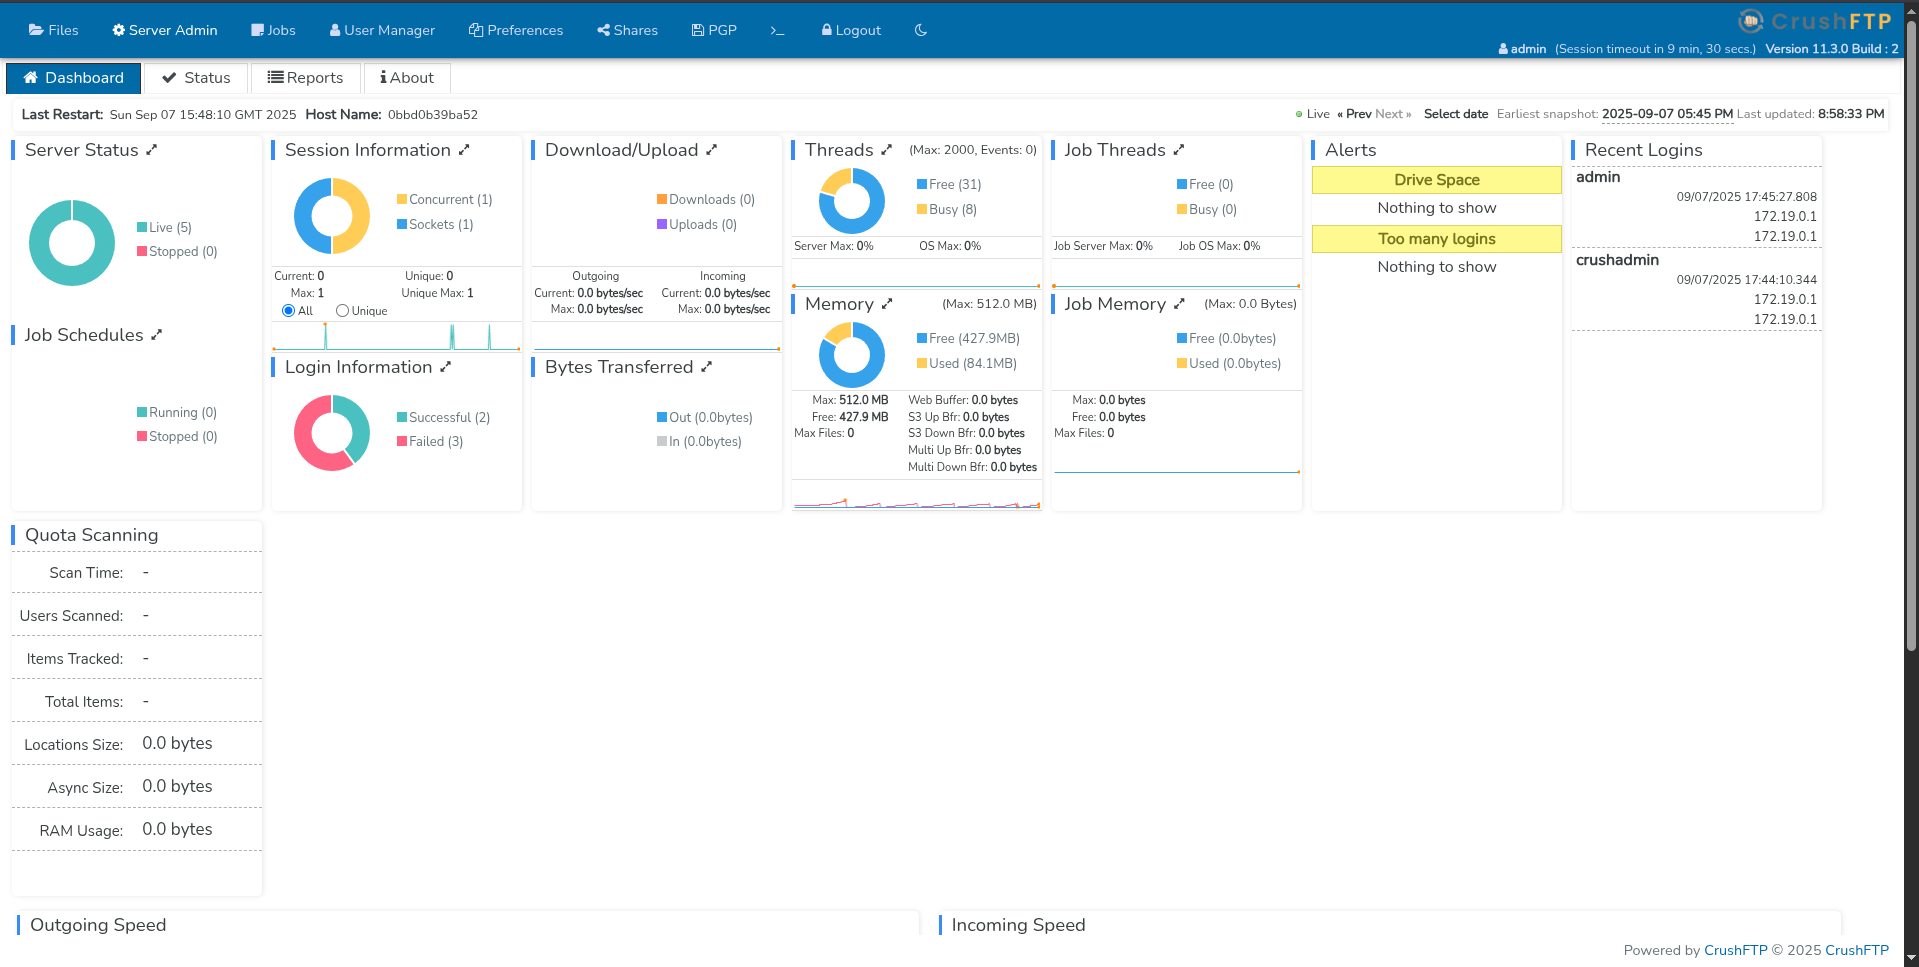 Files Server Admin Jobs User Manager Preferences Shares PGP >_ Logout
CrushFTP
admin (Session timeout in 9 min, 30 secs.) Version 11.3.0 Build : 2
Dashboard Status Reports About
Last Restart: Sun Sep 07 15:48:10 GMT 2025 Host Name: 0bbd0b39ba52
Live « Prev Next » Select date Earliest snapshot: 2025-09-07 05:45 PM Last updated: 8:58:33 PM
Server Status
Live (5)
Stopped (0)
Job Schedules
Running (0)
Stopped (0)
Session Information
Concurrent (1)
Sockets (1)
Current: 0 Unique: 0
Max: 1 Unique Max: 1
All Unique
Login Information
Successful (2)
Failed (3)
Download/Upload
Downloads (0)
Uploads (0)
Outgoing Incoming
Current: 0.0 bytes/sec Current: 0.0 bytes/sec
Max: 0.0 bytes/sec Max: 0.0 bytes/sec
Bytes Transferred
Out (0.0bytes)
In (0.0bytes)
Threads (Max: 2000, Events: 0)
Free (31)
Busy (8)
Server Max: 0% OS Max: 0%
Memory (Max: 512.0 MB)
Free (427.9MB)
Used (84.1MB)
Max: 512.0 MB Web Buffer: 0.0 bytes
Free: 427.9 MB S3 Up Bfr: 0.0 bytes
Max Files: 0 S3 Down Bfr: 0.0 bytes
Multi Up Bfr: 0.0 bytes
Multi Down Bfr: 0.0 bytes
Job Threads
Free (0)
Busy (0)
Job Server Max: 0% Job OS Max: 0%
Job Memory (Max: 0.0 Bytes)
Free (0.0bytes)
Used (0.0bytes)
Max: 0.0 bytes
Free: 0.0 bytes
Max Files: 0
Alerts
Drive Space
Nothing to show
Too many logins
Nothing to show
Recent Logins
admin
09/07/2025 17:45:27.808
172.19.0.1
172.19.0.1
crushadmin
09/07/2025 17:44:10.344
172.19.0.1
172.19.0.1
Quota Scanning
Scan Time: -
Users Scanned: -
Items Tracked: -
Total Items: -
Locations Size: 0.0 bytes
Async Size: 0.0 bytes
RAM Usage: 0.0 bytes
Outgoing Speed
Incoming Speed
Powered by CrushFTP © 2025 CrushFTP